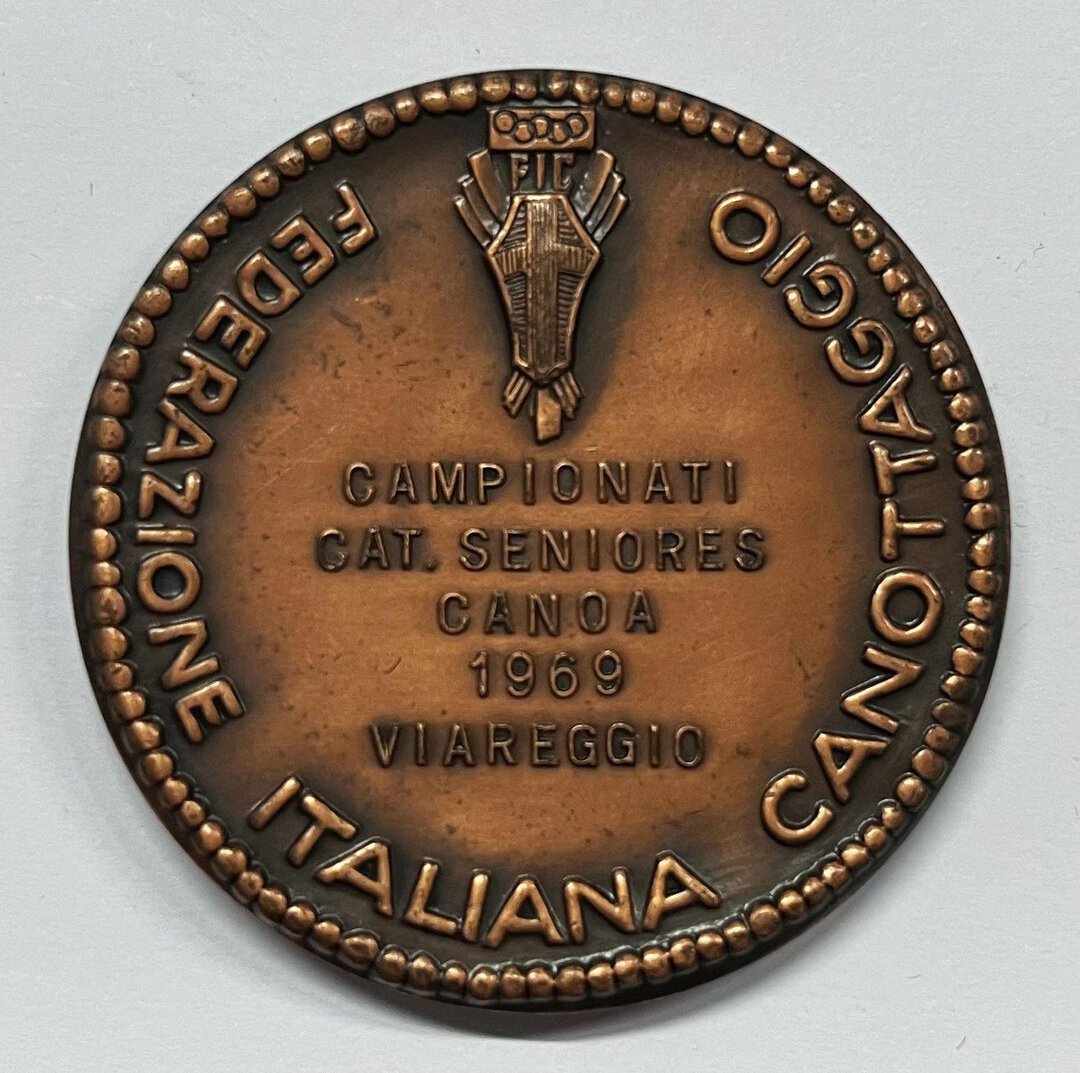 FIC
FEDERAZIONE ITALIANA CANOTTAGGIO
CAMPIONATI
CAT. SENIORES
CANOA
1969
VIAREGGIO